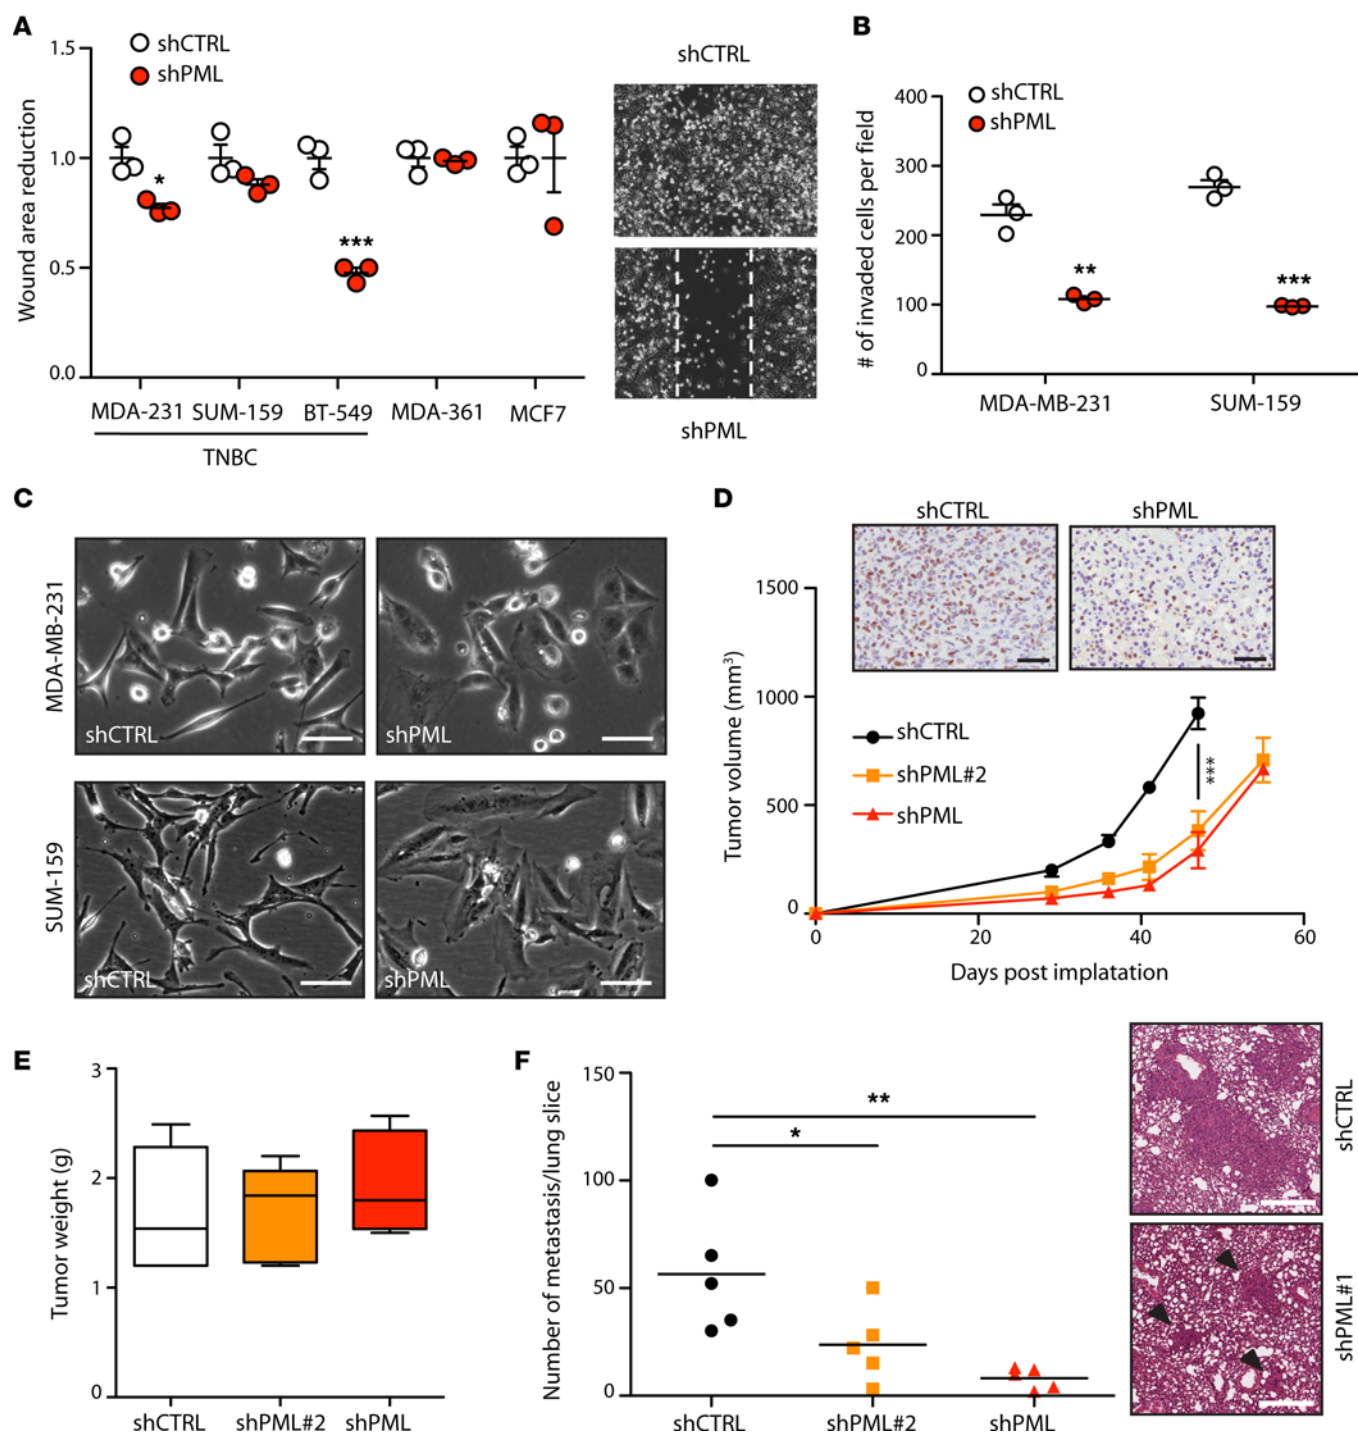 A
shCTRL
shPML
1.5
1.0
0.5
0.0
Wound area reduction
*
***
MDA-231 SUM-159 BT-549 MDA-361 MCF7
TNBC
shCTRL
shPML
B
shCTRL
shPML
400
300
200
100
0
# of invaded cells per field
**
***
MDA-MB-231 SUM-159
C
MDA-MB-231
shCTRL
shPML
SUM-159
shCTRL
shPML
D
shCTRL shPML
1500
1000
500
0
Tumor volume (mm³)
shCTRL
shPML#2
shPML
***
0 20 40 60
Days post implatation
E
3
2
1
0
Tumor weight (g)
shCTRL shPML#2 shPML
F
150
100
50
0
Number of metastasis/lung slice
**
*
shCTRL shPML#2 shPML
shCTRL
shPML#1